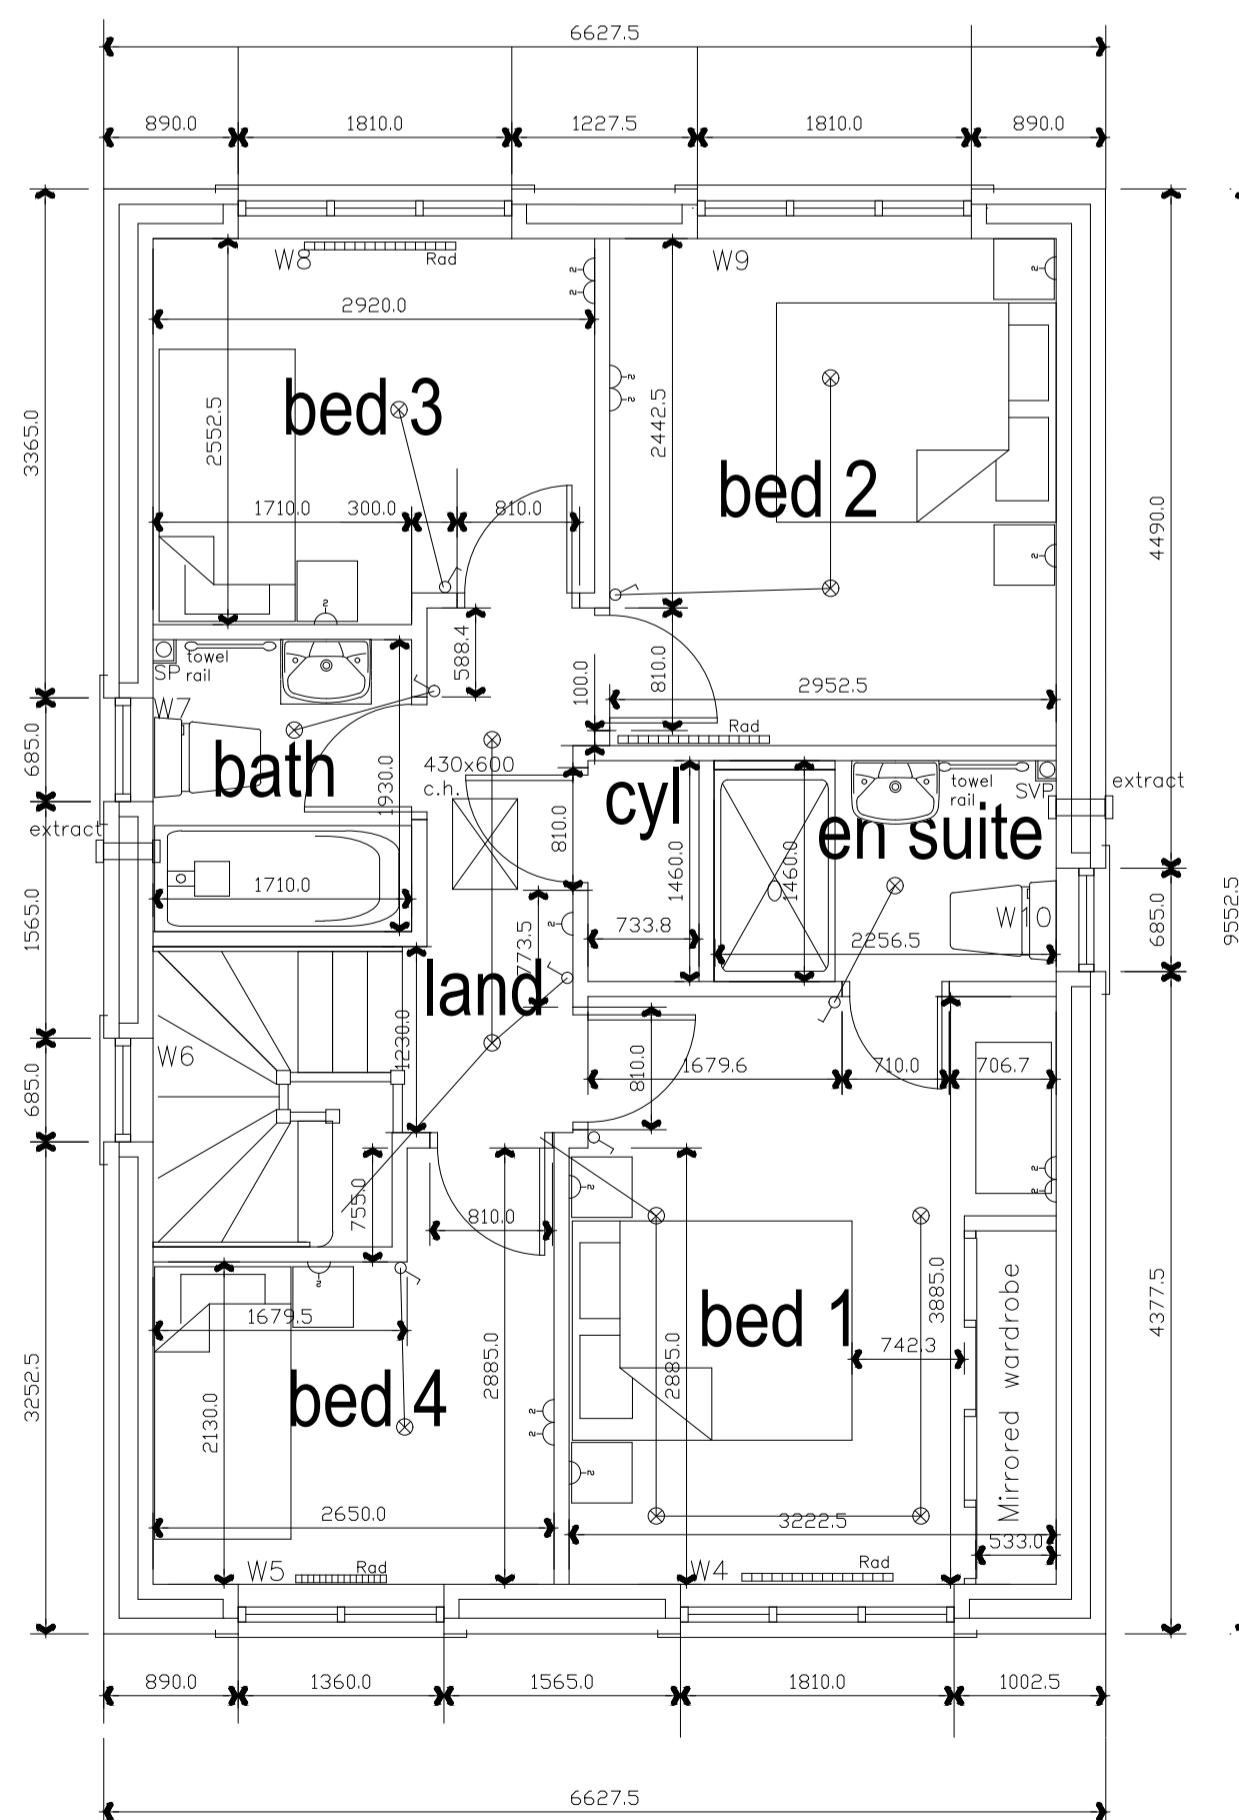 6627.5
890.0 1810.0 1227.5 1810.0 890.0
W8 Rad W9
2920.0
bed 3
2552.5
2442.5
3365.0
bed 2
1710.0 300.0 810.0
4490.0
SP towel
rail
588.4
100.0
810.0
2952.5
W7
Rad
685.0
bath
1930.0
430x600
c.h.
cyl
towel
rail
SVP
extract
extract
810.0
en suite
1460.0
1460.0
1710.0
1565.0
733.8
W10
2256.5
685.0
9552.5
773.5
land
1230.0
W6
685.0
810.0
1679.6 710.0 706.7
755.0
810.0
1679.5
bed 1
3885.0
742.3
Mirrored wardrobe
4377.5
2885.0
2885.0
bed 4
2130.0
3252.5
2650.0
3222.5
533.0
W5 Rad W4 Rad
890.0 1360.0 1565.0 1810.0 1002.5
6627.5